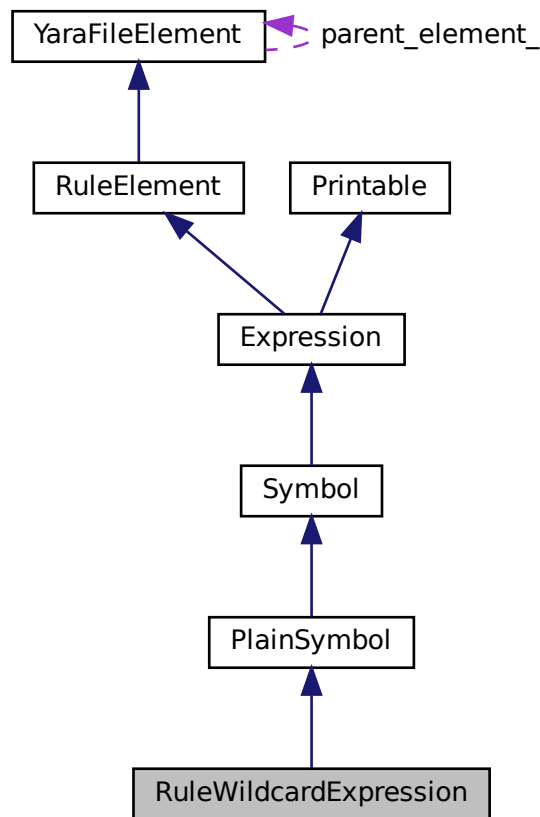 YaraFileElement
parent_element_
RuleElement
Printable
Expression
Symbol
PlainSymbol
RuleWildcardExpression